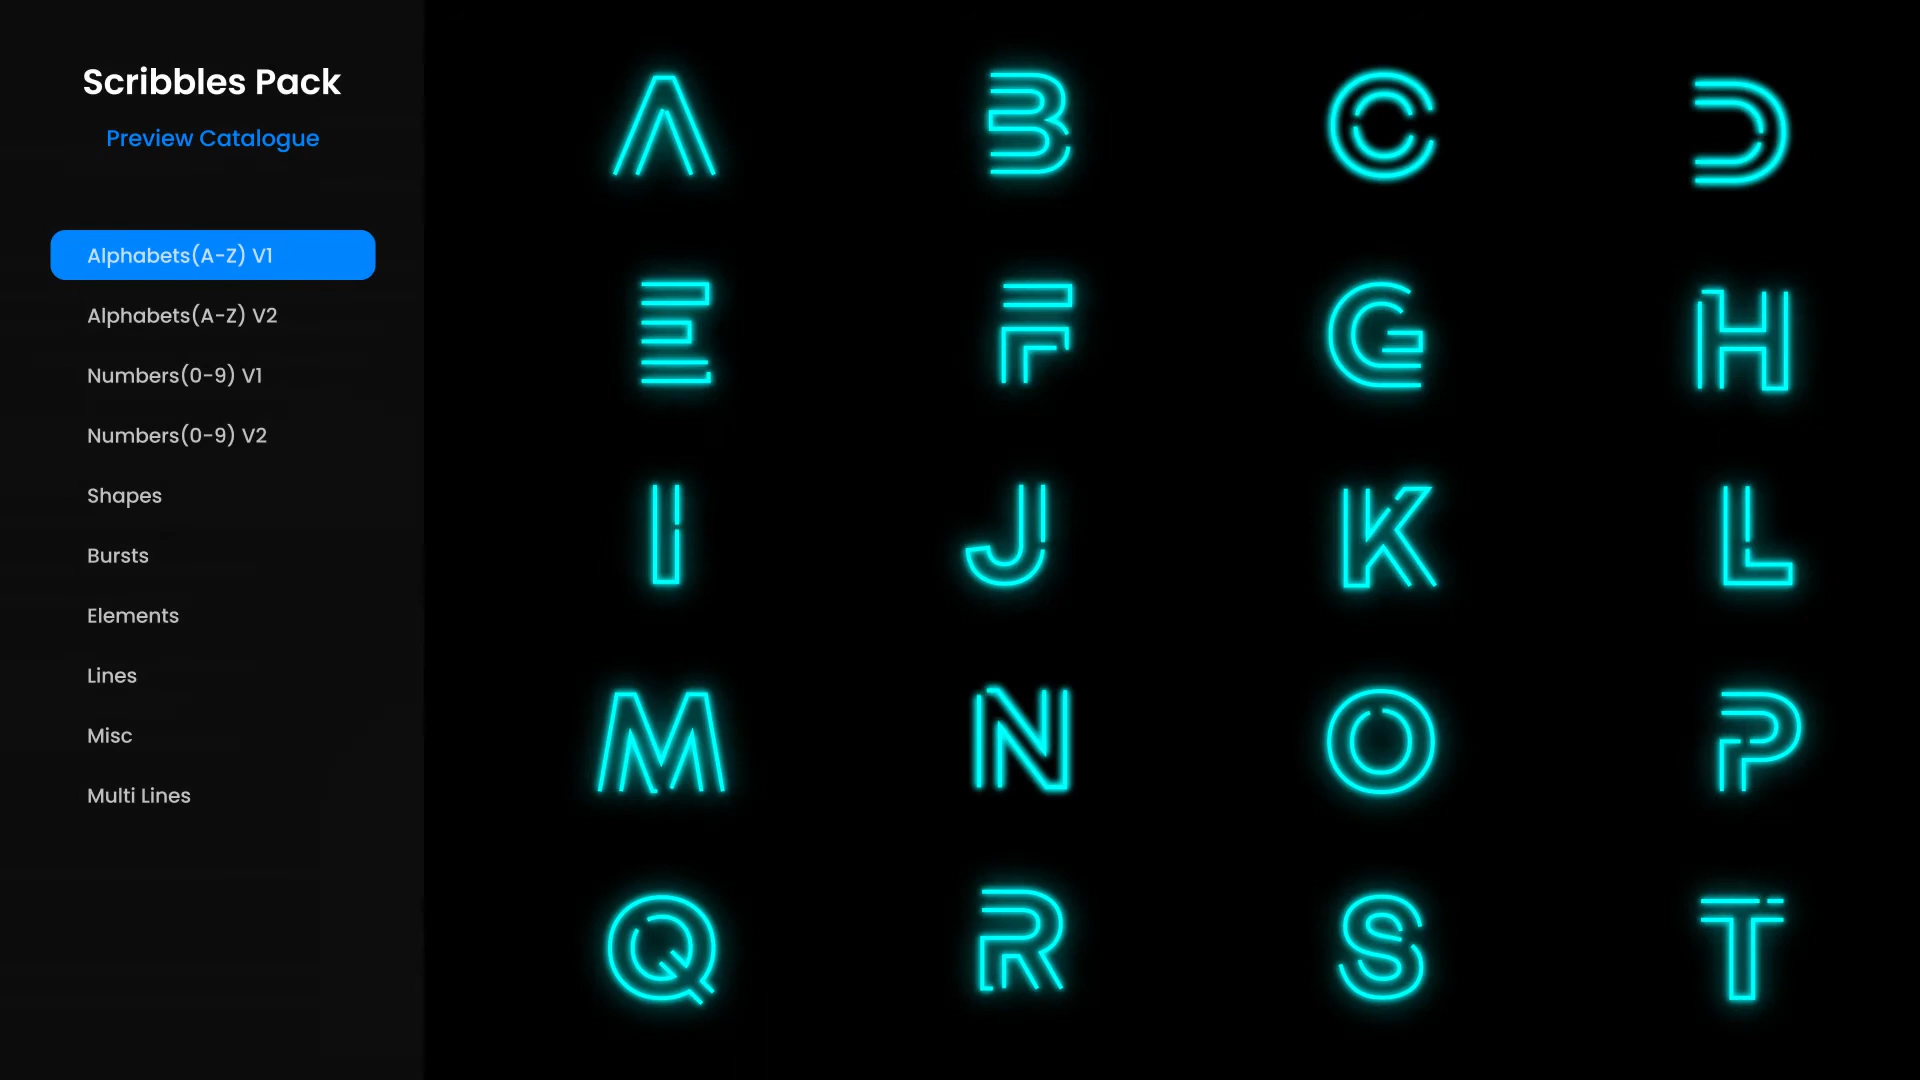 Scribbles Pack
Preview Catalogue
Alphabets(A-Z) V1
Alphabets(A-Z) V2
Numbers(0-9) V1
Numbers(0-9) V2
Shapes
Bursts
Elements
Lines
Misc
Multi Lines
A B C D
E F G H
I J K L
M N O P
Q R S T